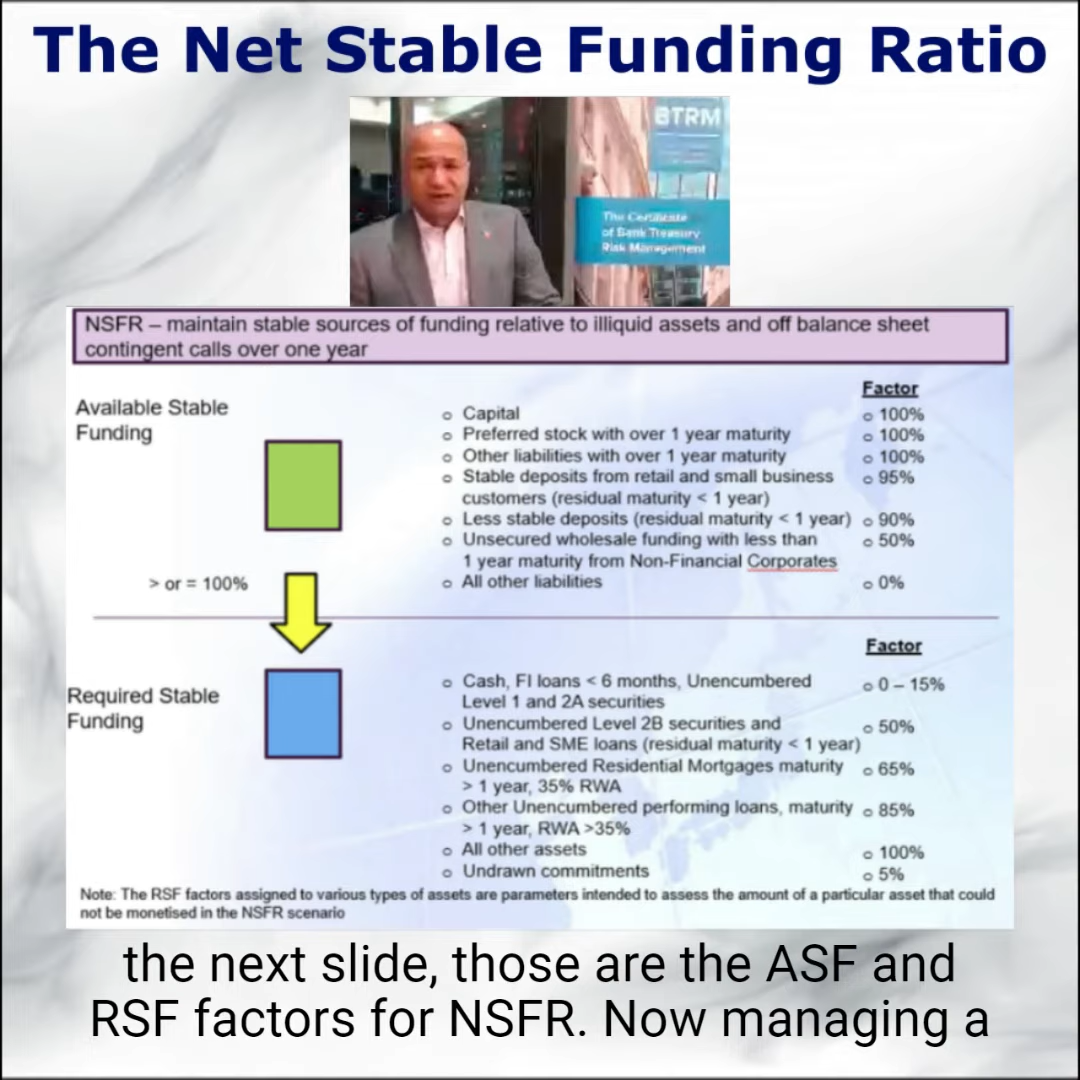 The Net Stable Funding Ratio
BTRM
The Certificate
of Bank Treasury
Risk Management
NSFR – maintain stable sources of funding relative to illiquid assets and off balance sheet
contingent calls over one year
Available Stable
Funding
Factor
o Capital o 100%
o Preferred stock with over 1 year maturity o 100%
o Other liabilities with over 1 year maturity o 100%
o Stable deposits from retail and small business o 95%
customers (residual maturity < 1 year)
o Less stable deposits (residual maturity < 1 year) o 90%
o Unsecured wholesale funding with less than o 50%
1 year maturity from Non-Financial Corporates
> or = 100%
o All other liabilities o 0%
Required Stable
Funding
Factor
o Cash, FI loans < 6 months, Unencumbered o 0 – 15%
Level 1 and 2A securities
o Unencumbered Level 2B securities and o 50%
Retail and SME loans (residual maturity < 1 year)
o Unencumbered Residential Mortgages maturity o 65%
> 1 year, 35% RWA
o Other Unencumbered performing loans, maturity o 85%
> 1 year, RWA >35%
o All other assets o 100%
o Undrawn commitments o 5%
Note: The RSF factors assigned to various types of assets are parameters intended to assess the amount of a particular asset that could
not be monetised in the NSFR scenario
the next slide, those are the ASF and
RSF factors for NSFR. Now managing a